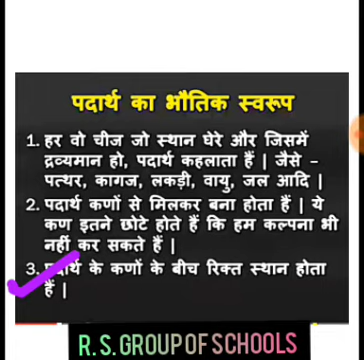 पदार्थ का भौतिक स्वरूप
1. हर वो चीज जो स्थान घेरे और जिसमें
द्रव्यमान हो, पदार्थ कहलाता हैं | जैसे -
पत्थर, कागज, लकड़ी, वायु, जल आदि |
2. पदार्थ कणों से मिलकर बना होता हैं | ये
कण इतने छोटे होते हैं कि हम कल्पना भी
नहीं कर सकते हैं |
3. पदार्थ के कणों के बीच रिक्त स्थान होता
हैं |
R. S. GROUP OF SCHOOLS